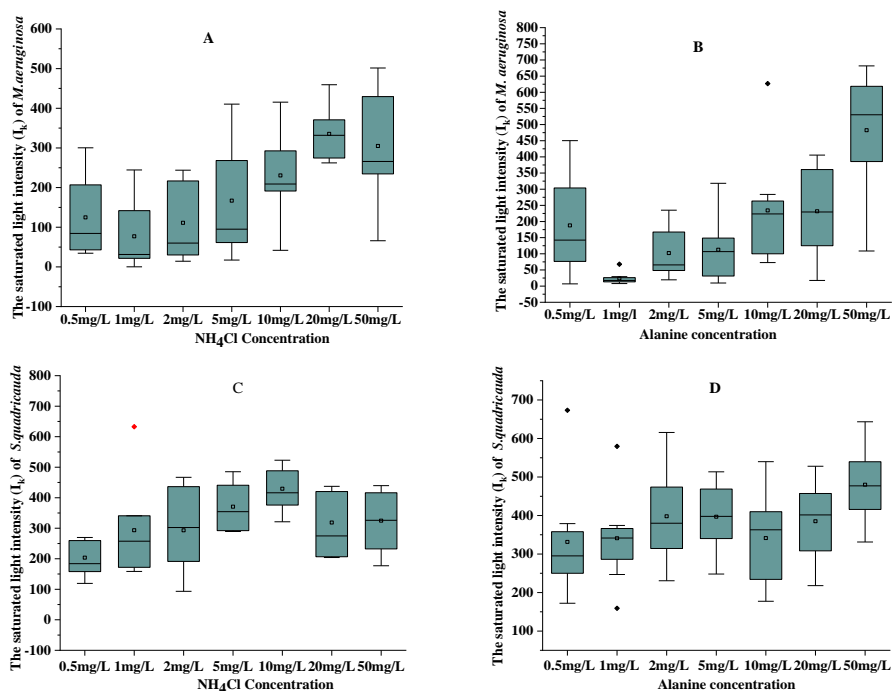 A
The saturated light intensity (Ik) of M.aeruginosa
600
500
400
300
200
100
0
-100
0.5mg/L 1mg/L 2mg/L 5mg/L 10mg/L 20mg/L 50mg/L
NH4Cl Concentration
B
The saturated light intensity (Ik) of M. aeruginosa
800
750
700
650
600
550
500
450
400
350
300
250
200
150
100
50
0
-50
0.5mg/L 1mg/l 2mg/L 5mg/L 10mg/L 20mg/L 50mg/L
Alanine concentration
C
The saturated light intensity (Ik) of S.quadricauda
800
700
600
500
400
300
200
100
0
-100
0.5mg/L 1mg/L 2mg/L 5mg/L 10mg/L 20mg/L 50mg/L
NH4Cl Concentration
D
The saturated light intensity (Ik) of S.quadricauda
700
600
500
400
300
200
100
0.5mg/L 1mg/L 2mg/L 5mg/L 10mg/L 20mg/L 50mg/L
Alanine concentration